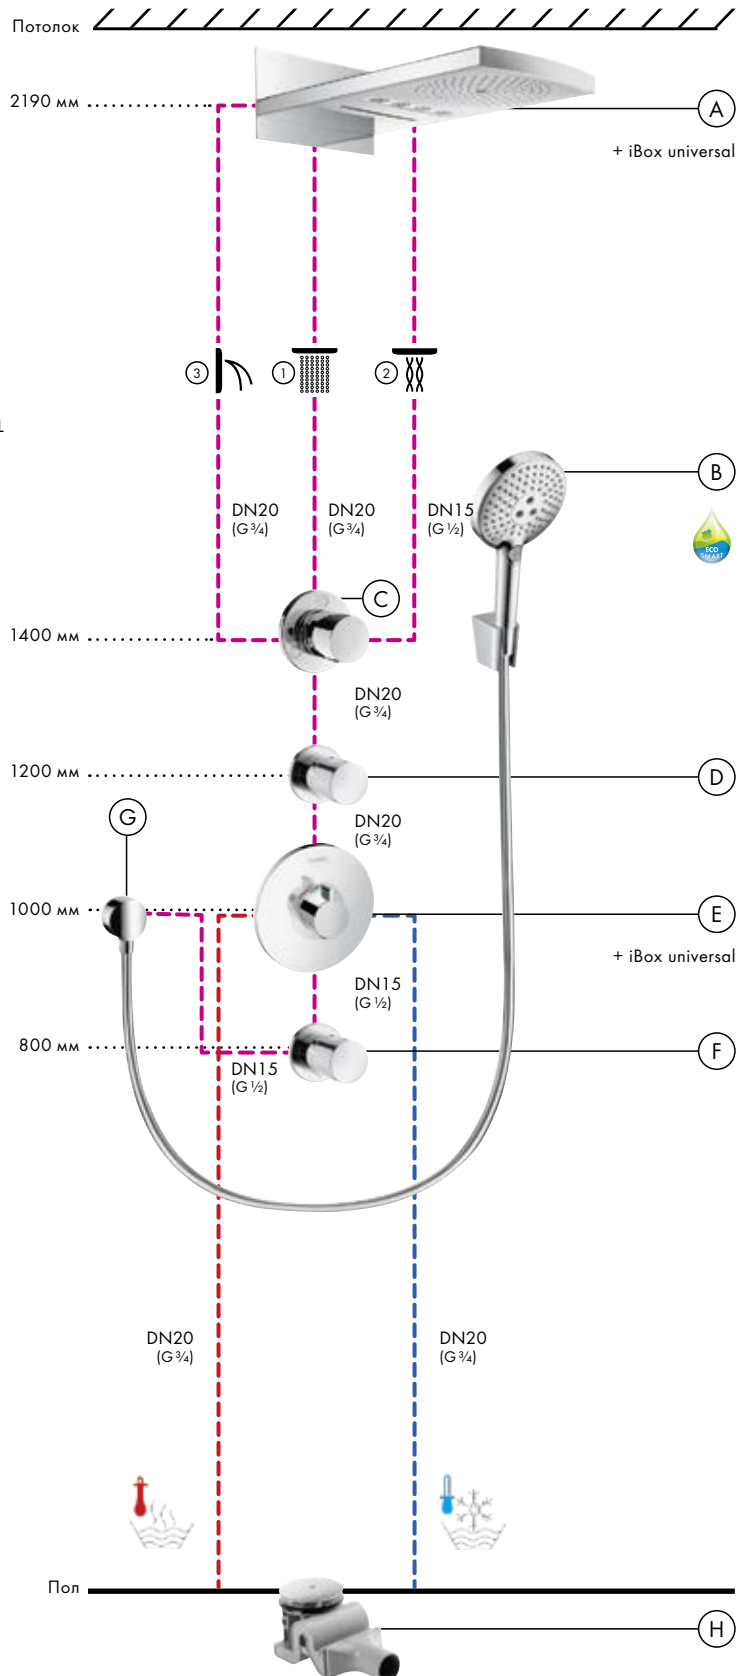 Потолок
2190 мм
A
+ iBox universal
3
1
2
B
DN20
(G ¾)
DN20
(G ¾)
DN15
(G ½)
ECO
SMART
C
1400 мм
DN20
(G ¾)
1200 мм
D
G
DN20
(G ¾)
1000 мм
E
+ iBox universal
DN15
(G ½)
800 мм
F
DN15
(G ½)
DN20
(G ¾)
DN20
(G ¾)
Пол
H